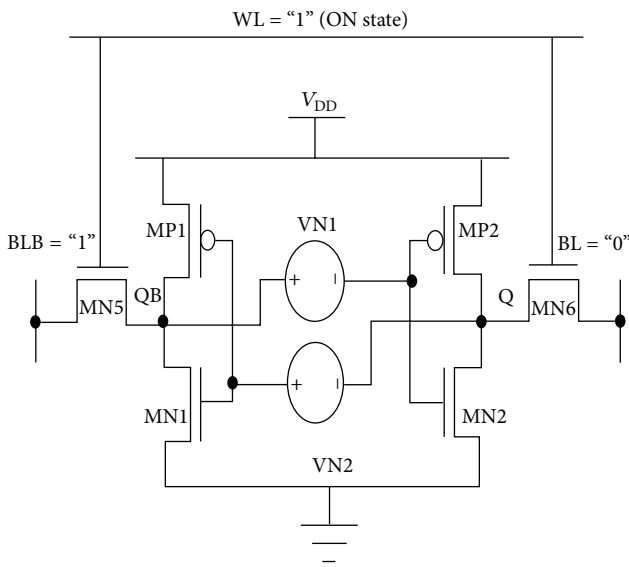 WL = “1” (ON state)
V_DD
MP1
VN1
MP2
BLB = “1”
BL = “0”
MN5
QB
+
–
Q
MN6
MN1
+
–
MN2
VN2